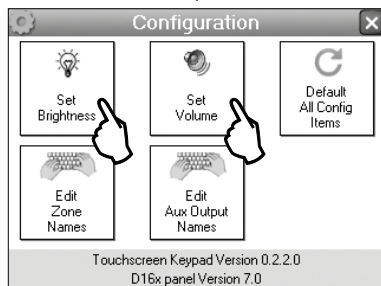 Configuration
Set
Brightness
Set
Volume
Default
All Config
Items
Edit
Zone
Names
Edit
Aux Output
Names
Touchscreen Keypad Version 0.2.2.0
D16x panel Version 7.0